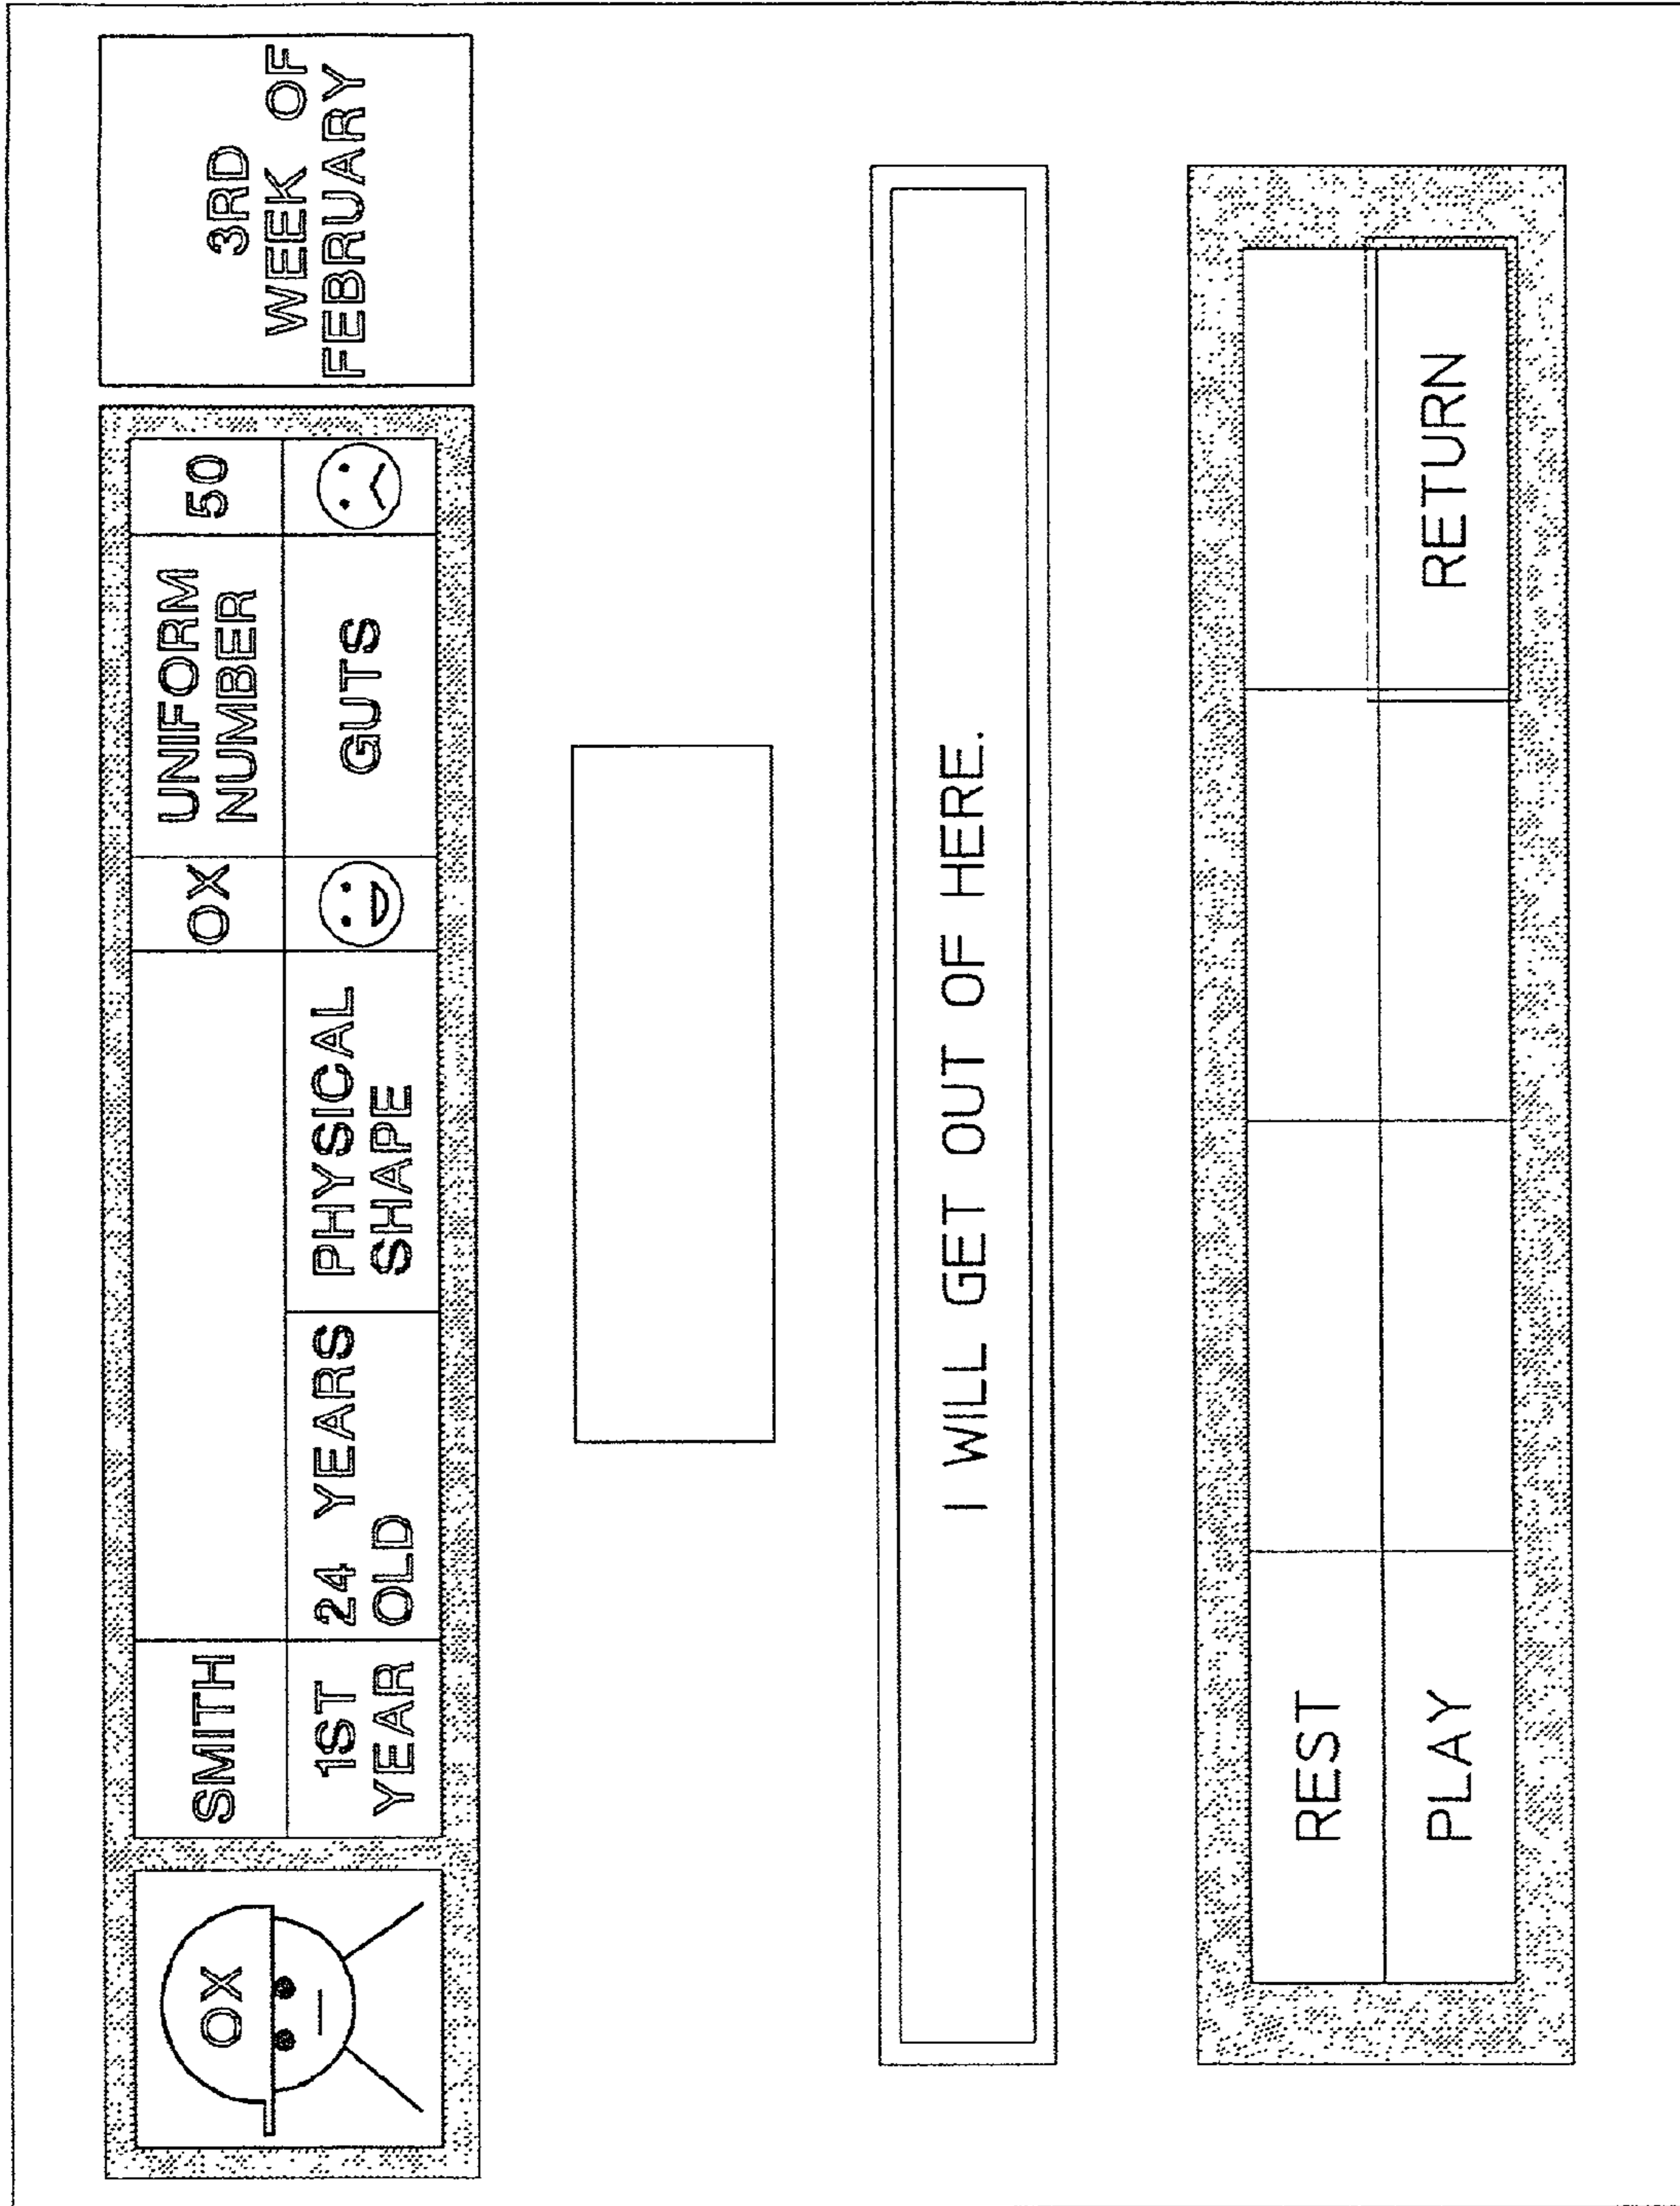 OX
SMITH
OX
UNIFORM
NUMBER
50
1ST
YEAR
24 YEARS
OLD
PHYSICAL
SHAPE
GUTS
3RD
WEEK OF
FEBRUARY
I WILL GET OUT OF HERE.
REST
PLAY
RETURN